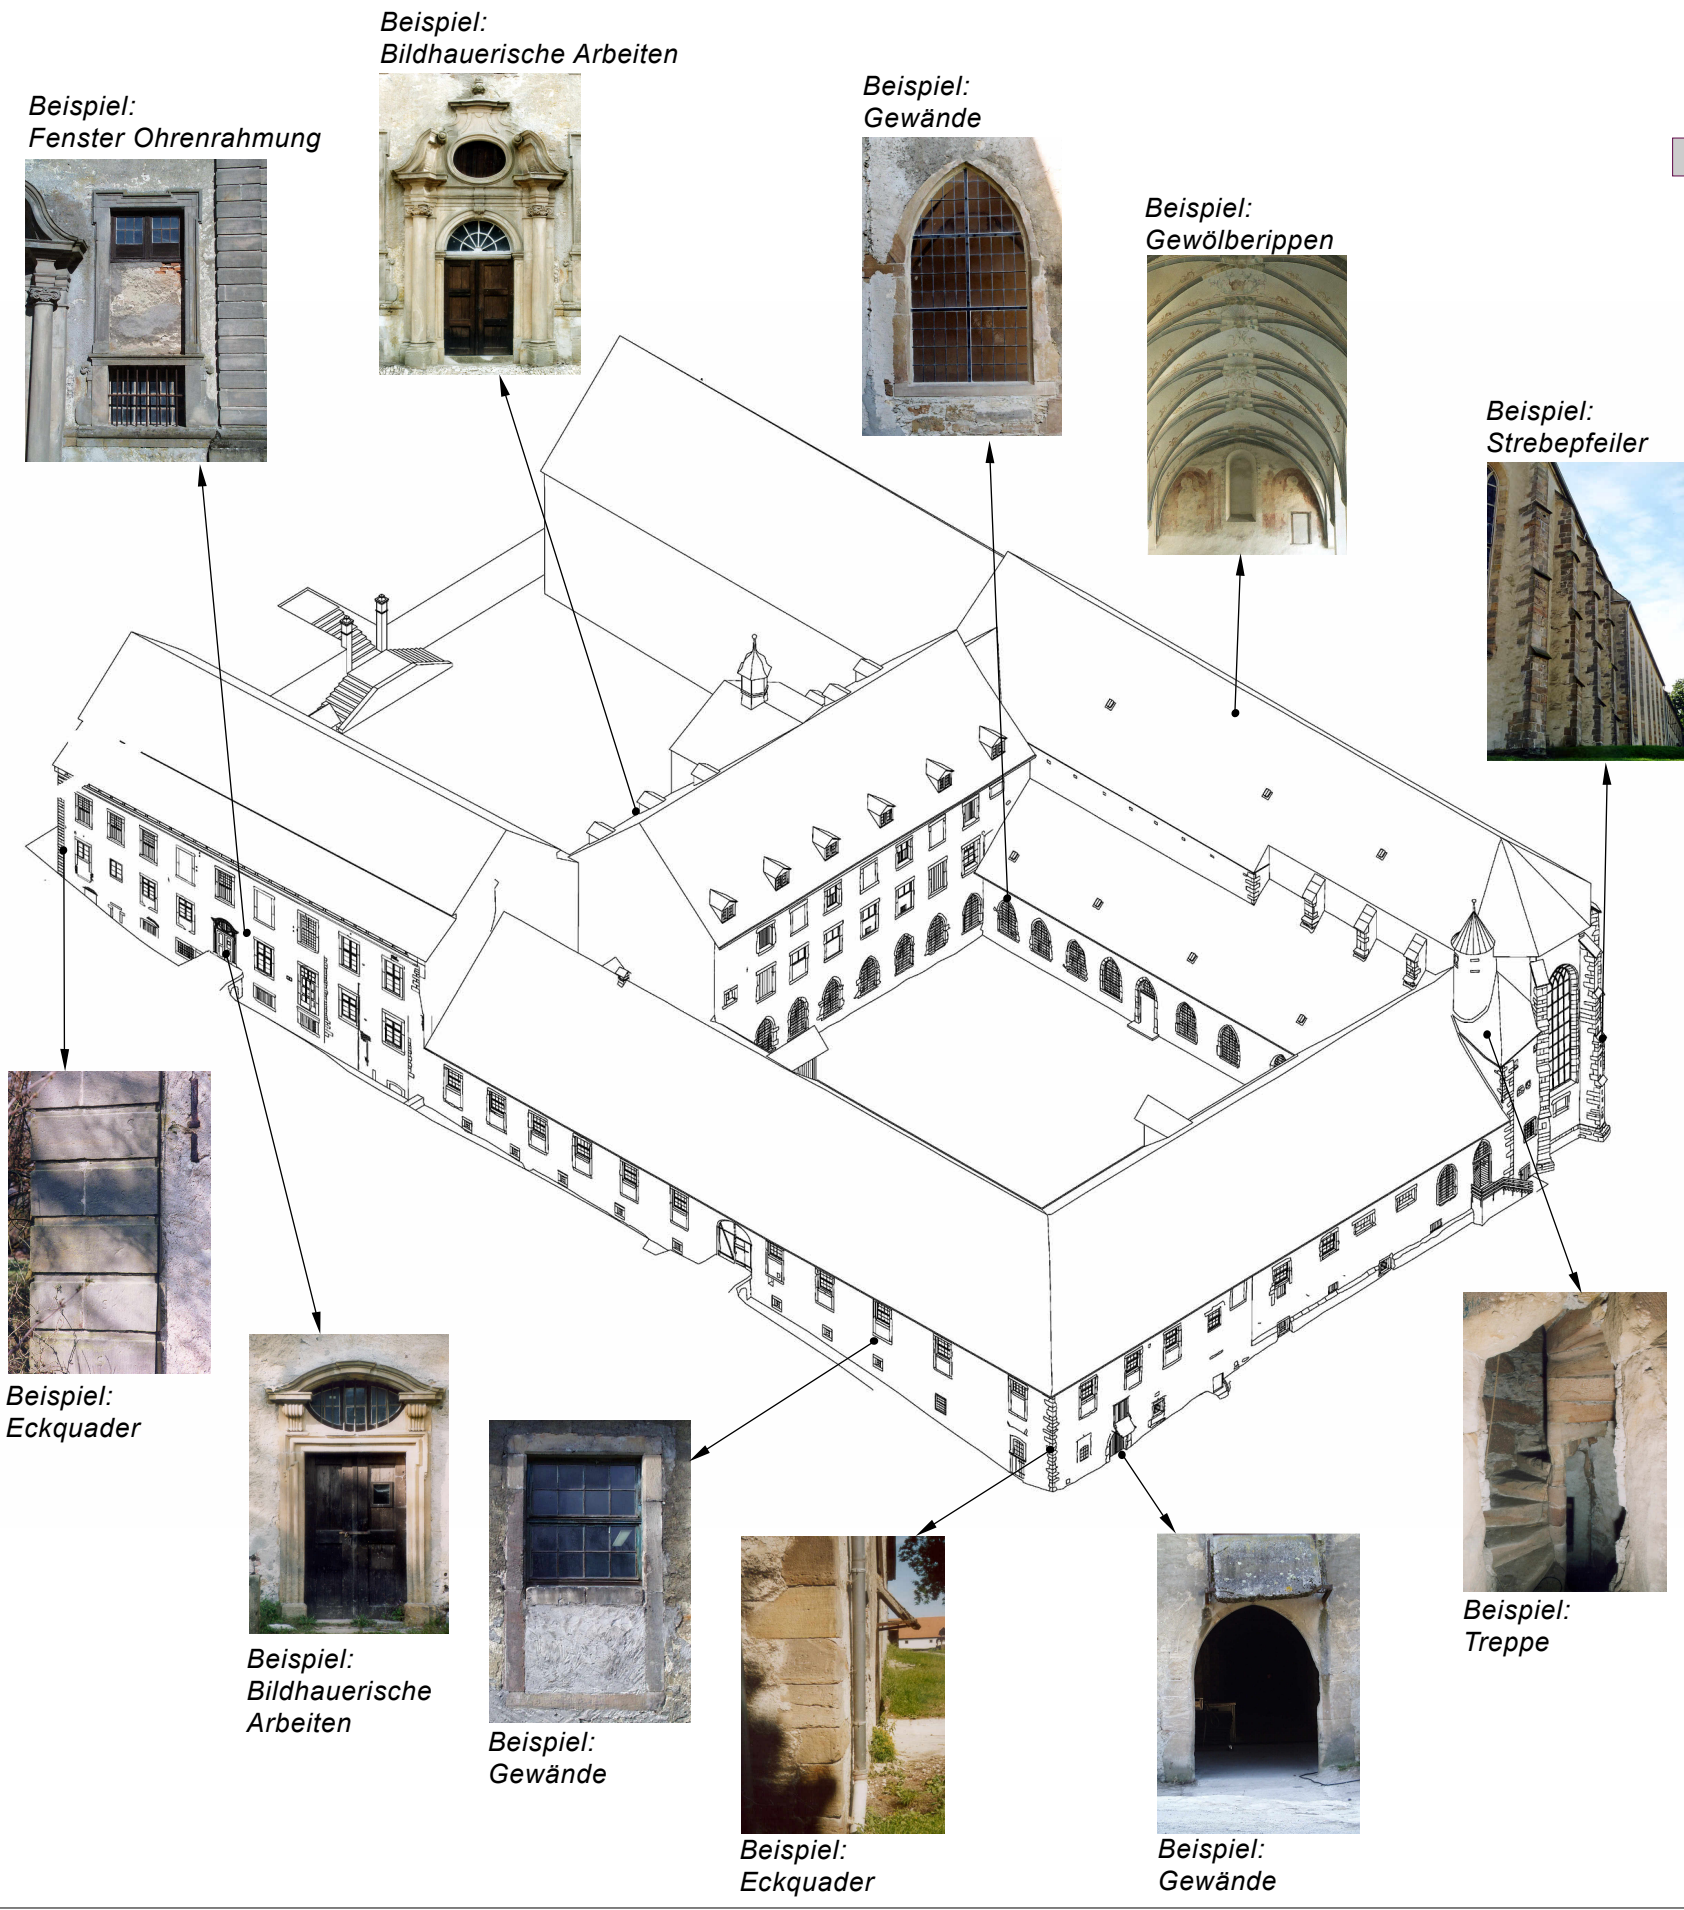 Beispiel:
Bildhauerische Arbeiten
Beispiel:
Fenster Ohrenrahmung
Beispiel:
Gewände
Beispiel:
Gewölberippen
Beispiel:
Strebepfeiler
Beispiel:
Eckquader
Beispiel:
Bildhauerische
Arbeiten
Beispiel:
Gewände
Beispiel:
Eckquader
Beispiel:
Gewände
Beispiel:
Treppe